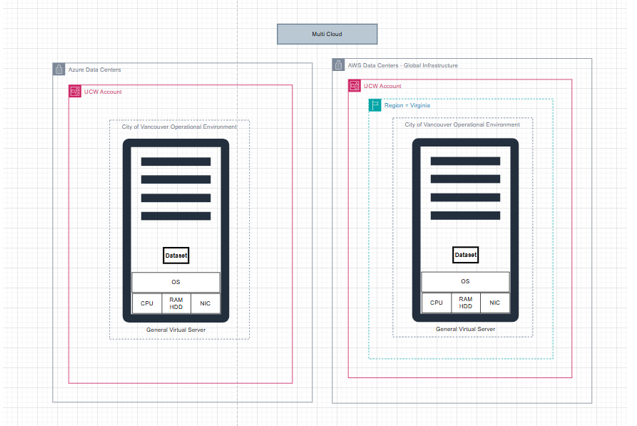 Multi Cloud
Azure Data Centers
UCW Account
City of Vancouver Operational Environment
Dataset
OS
CPU
RAM
HDD
NIC
General Virtual Server
AWS Data Centers - Global Infrastructure
UCW Account
Region = Virginia
City of Vancouver Operational Environment
Dataset
OS
CPU
RAM
HDD
NIC
General Virtual Server